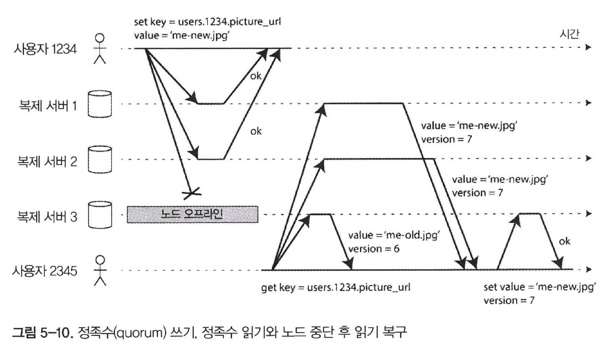 set key = users.1234.picture_url
value = 'me-new.jpg'
시간
사용자 1234
ok
복제 서버 1
ok
value = 'me-new.jpg'
version = 7
복제 서버 2
value = 'me-new.jpg'
version = 7
복제 서버 3
노드 오프라인
value = 'me-old.jpg'
version = 6
ok
사용자 2345
get key = users.1234.picture_url
set value = 'me-new.jpg'
version = 7
그림 5-10. 정족수(quorum) 쓰기, 정족수 읽기와 노드 중단 후 읽기 복구